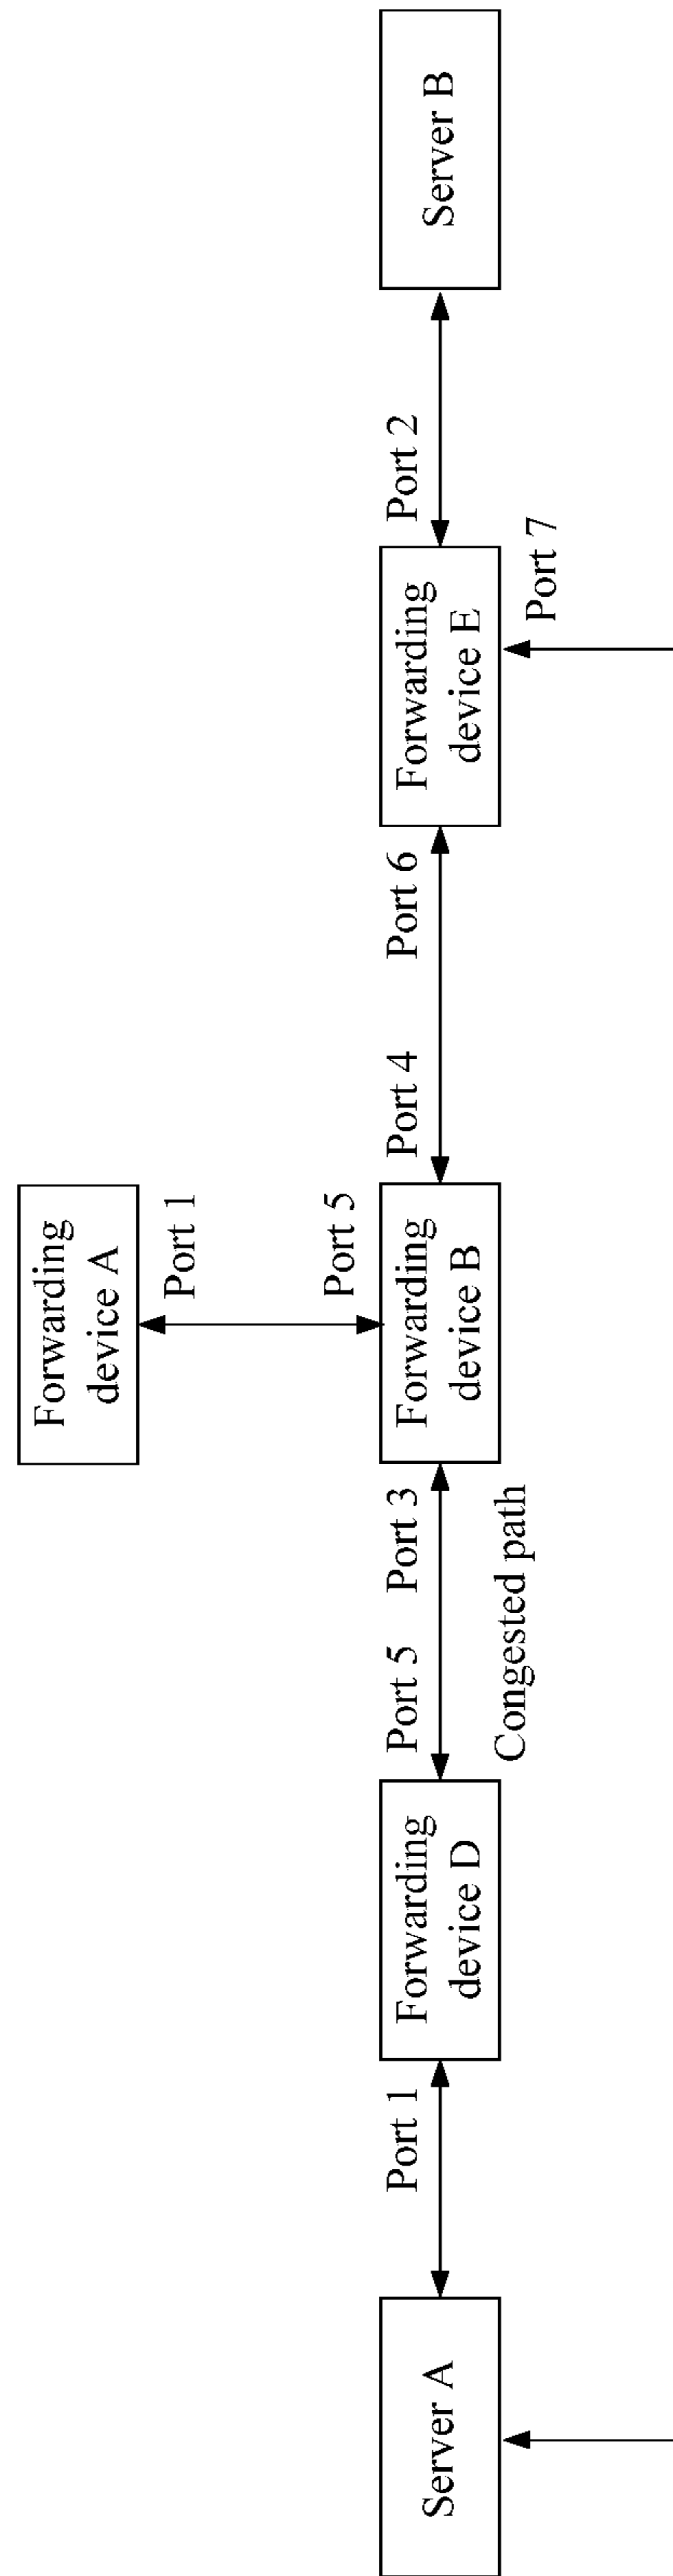 Forwarding
device A
Port 1
Port 5
Server A
Port 1
Forwarding
device D
Port 5
Port 3
Congested path
Forwarding
device B
Port 4
Port 6
Forwarding
device E
Port 7
Port 2
Server B